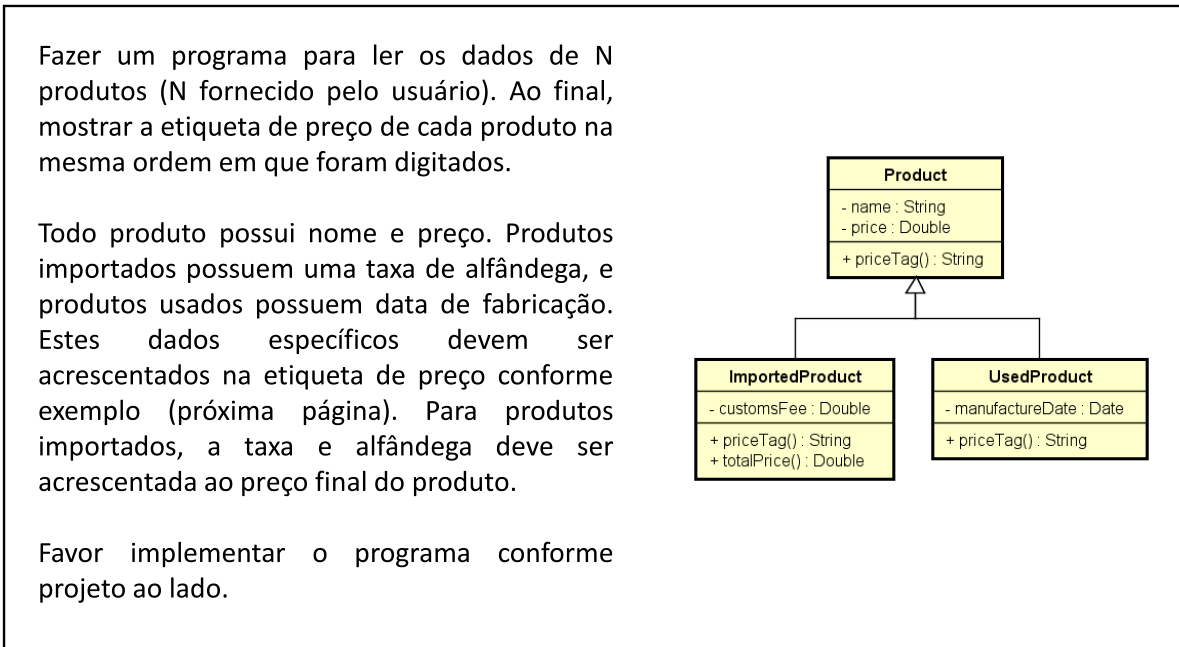 Fazer um programa para ler os dados de N
produtos (N fornecido pelo usuário). Ao final,
mostrar a etiqueta de preço de cada produto na
mesma ordem em que foram digitados.
Todo produto possui nome e preço. Produtos
importados possuem uma taxa de alfândega, e
produtos usados possuem data de fabricação.
Estes dados específicos devem ser
acrescentados na etiqueta de preço conforme
exemplo (próxima página). Para produtos
importados, a taxa e alfândega deve ser
acrescentada ao preço final do produto.
Favor implementar o programa conforme
projeto ao lado.
Product
- name : String
- price : Double
+ priceTag() : String
ImportedProduct
- customsFee : Double
+ priceTag() : String
+ totalPrice() : Double
UsedProduct
- manufactureDate : Date
+ priceTag() : String